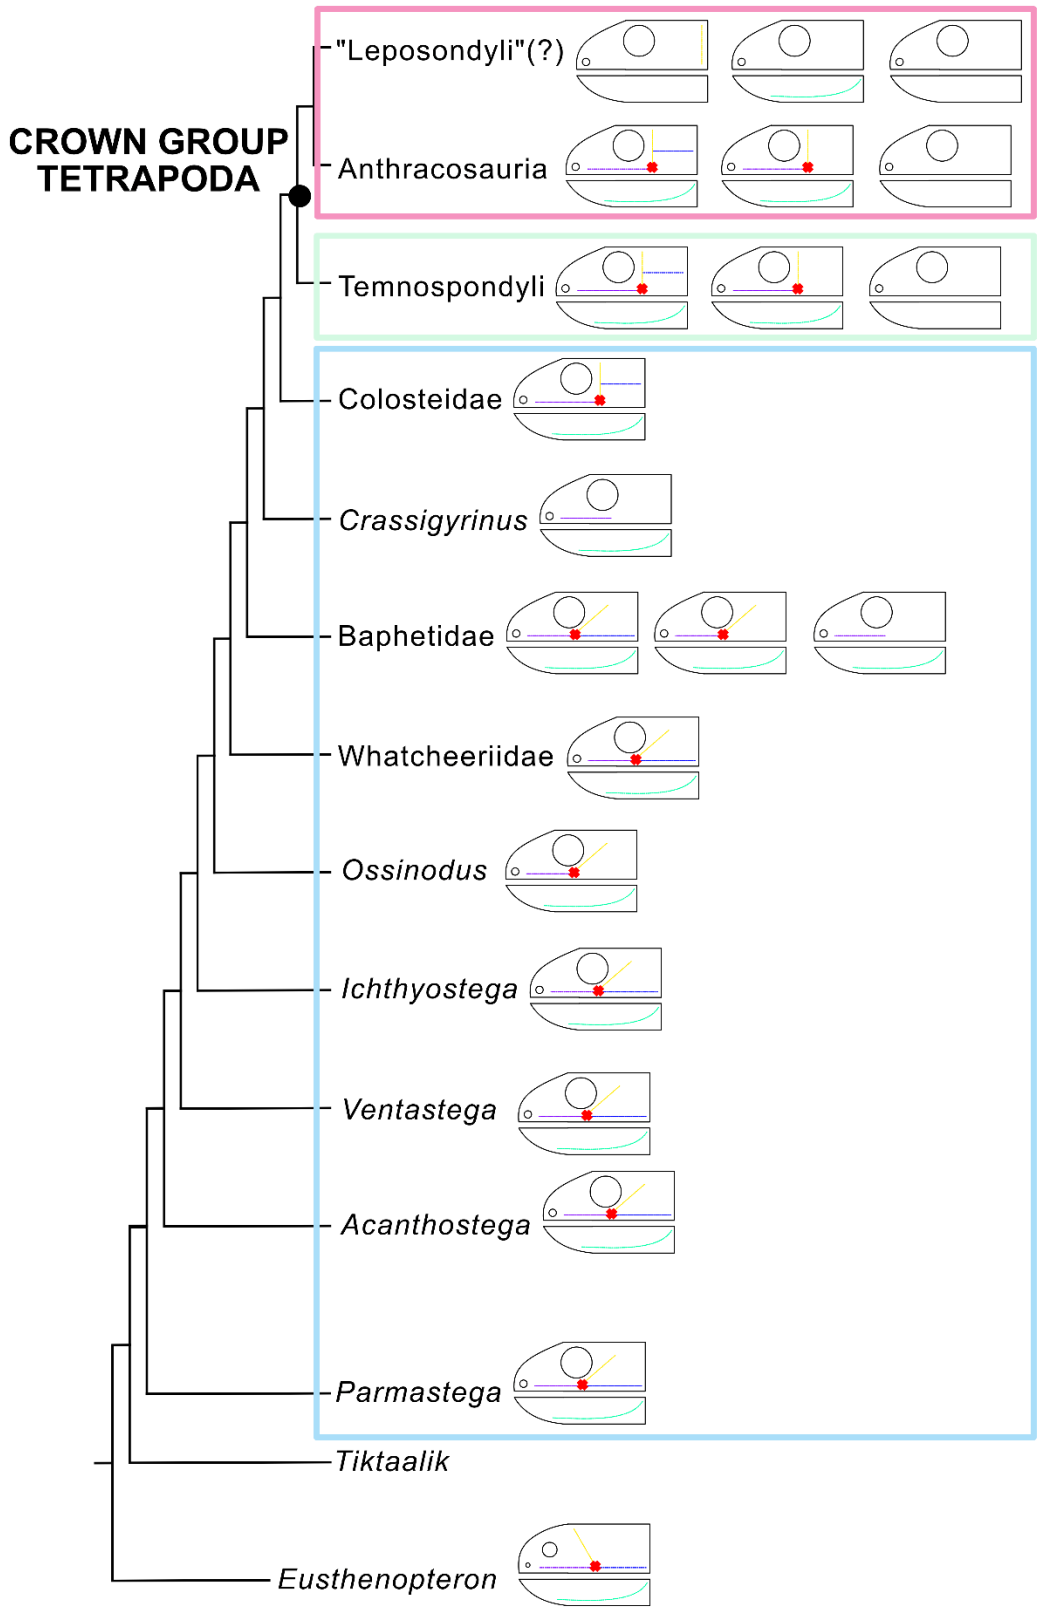 "Leposondyli"(?)
CROWN GROUP
TETRAPODA
Anthracosauria
Temnospondyli
Colosteidae
Crassigyrinus
Baphetidae
Whatcheeriidae
Ossinodus
Ichthyostega
Ventastega
Acanthostega
Parmastega
Tiktaalik
Eusthenopteron